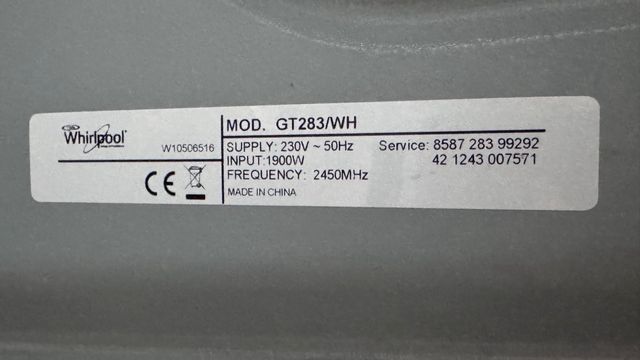 Whirlpool
W10506516
MOD. GT283/WH
SUPPLY: 230V ~ 50Hz
INPUT:1900W
FREQUENCY: 2450MHz
MADE IN CHINA
Service: 8587 283 99292
42 1243 007571
CE